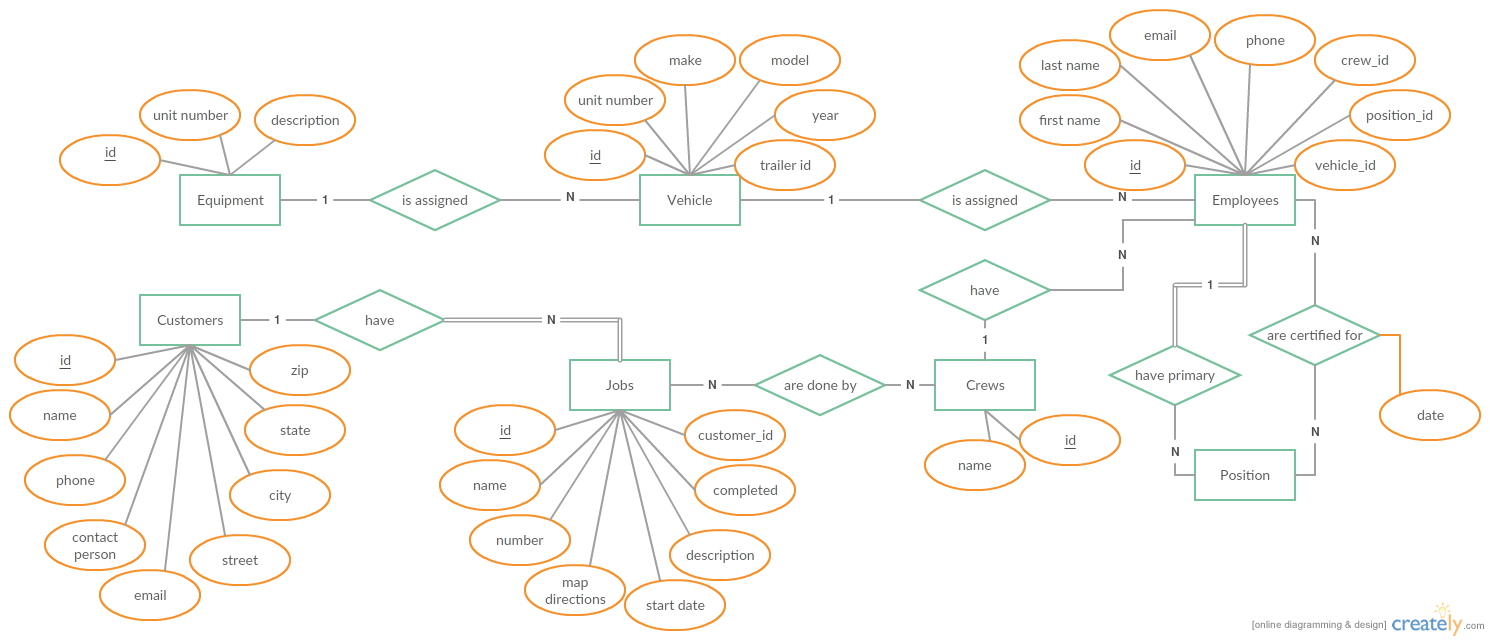 email
phone
make
model
last name
crew_id
unit number
unit number
description
year
first name
position_id
id
id
trailer id
id
vehicle_id
Equipment
1
is assigned
N
Vehicle
1
is assigned
N
Employees
N
N
have
1
Customers
1
have
N
1
are certified for
id
zip
Jobs
N
are done by
N
Crews
have primary
name
state
id
customer_id
id
date
N
name
N
phone
city
name
completed
Position
contact
person
street
number
description
email
map
directions
start date
[online diagramming & design] creately.com